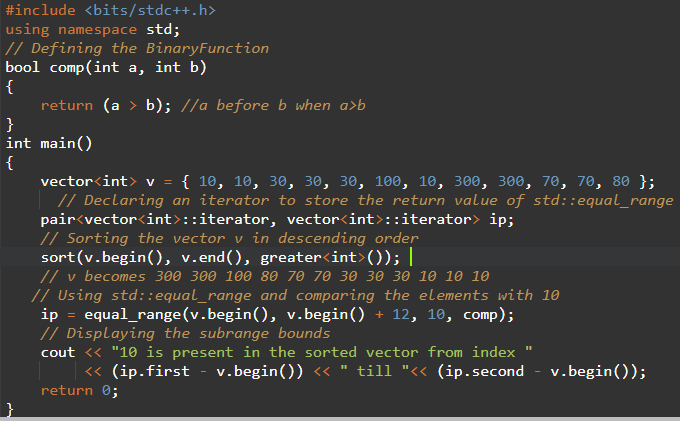 #include <bits/stdc++.h>
using namespace std;
// Defining the BinaryFunction
bool comp(int a, int b)
{
    return (a > b); //a before b when a>b
}
int main()
{
    vector<int> v = { 10, 10, 30, 30, 30, 100, 10, 300, 300, 70, 70, 80 };
      // Declaring an iterator to store the return value of std::equal_range
    pair<vector<int>::iterator, vector<int>::iterator> ip;
    // Sorting the vector v in descending order
    sort(v.begin(), v.end(), greater<int>());
    // v becomes 300 300 100 80 70 70 30 30 30 10 10 10
   // Using std::equal_range and comparing the elements with 10
    ip = equal_range(v.begin(), v.begin() + 12, 10, comp);
    // Displaying the subrange bounds
    cout << "10 is present in the sorted vector from index "
         << (ip.first - v.begin()) << " till "<< (ip.second - v.begin());
    return 0;
}